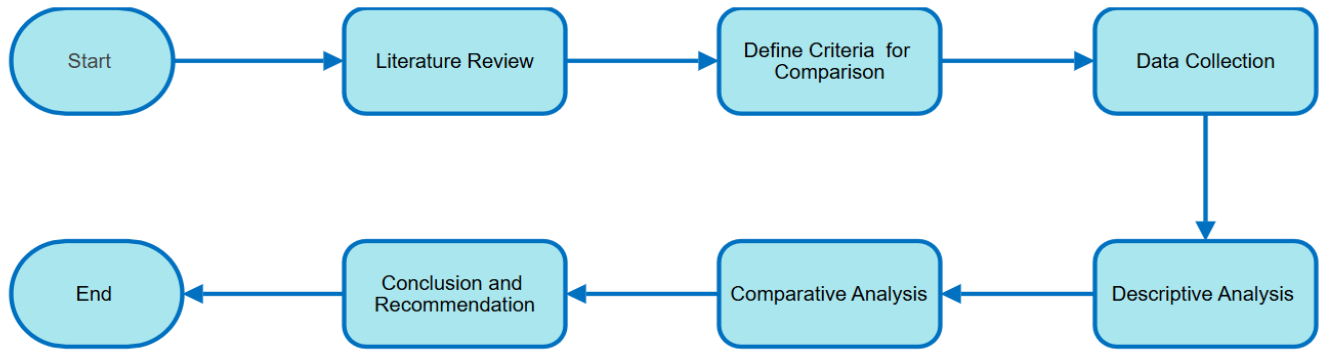 Start
Literature Review
Define Criteria for
Comparison
Data Collection
Descriptive Analysis
Comparative Analysis
Conclusion and
Recommendation
End